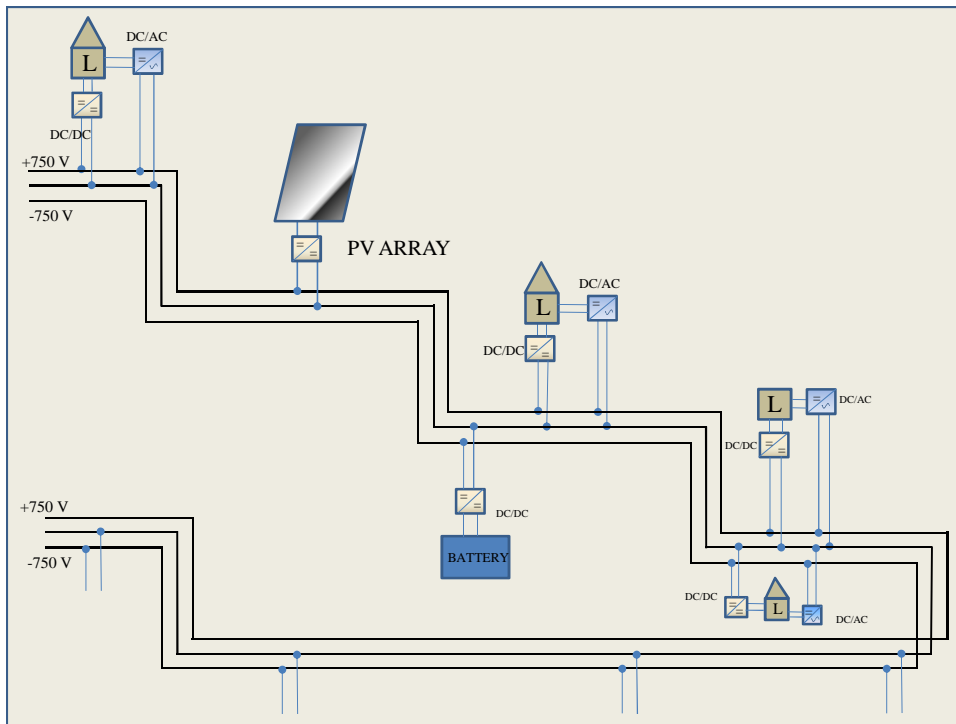 DC/AC
L
DC/DC
+750 V
-750 V
PV ARRAY
DC/AC
L
DC/DC
L
DC/AC
DC/DC
+750 V
DC/DC
-750 V
BATTERY
DC/DC
L
DC/AC